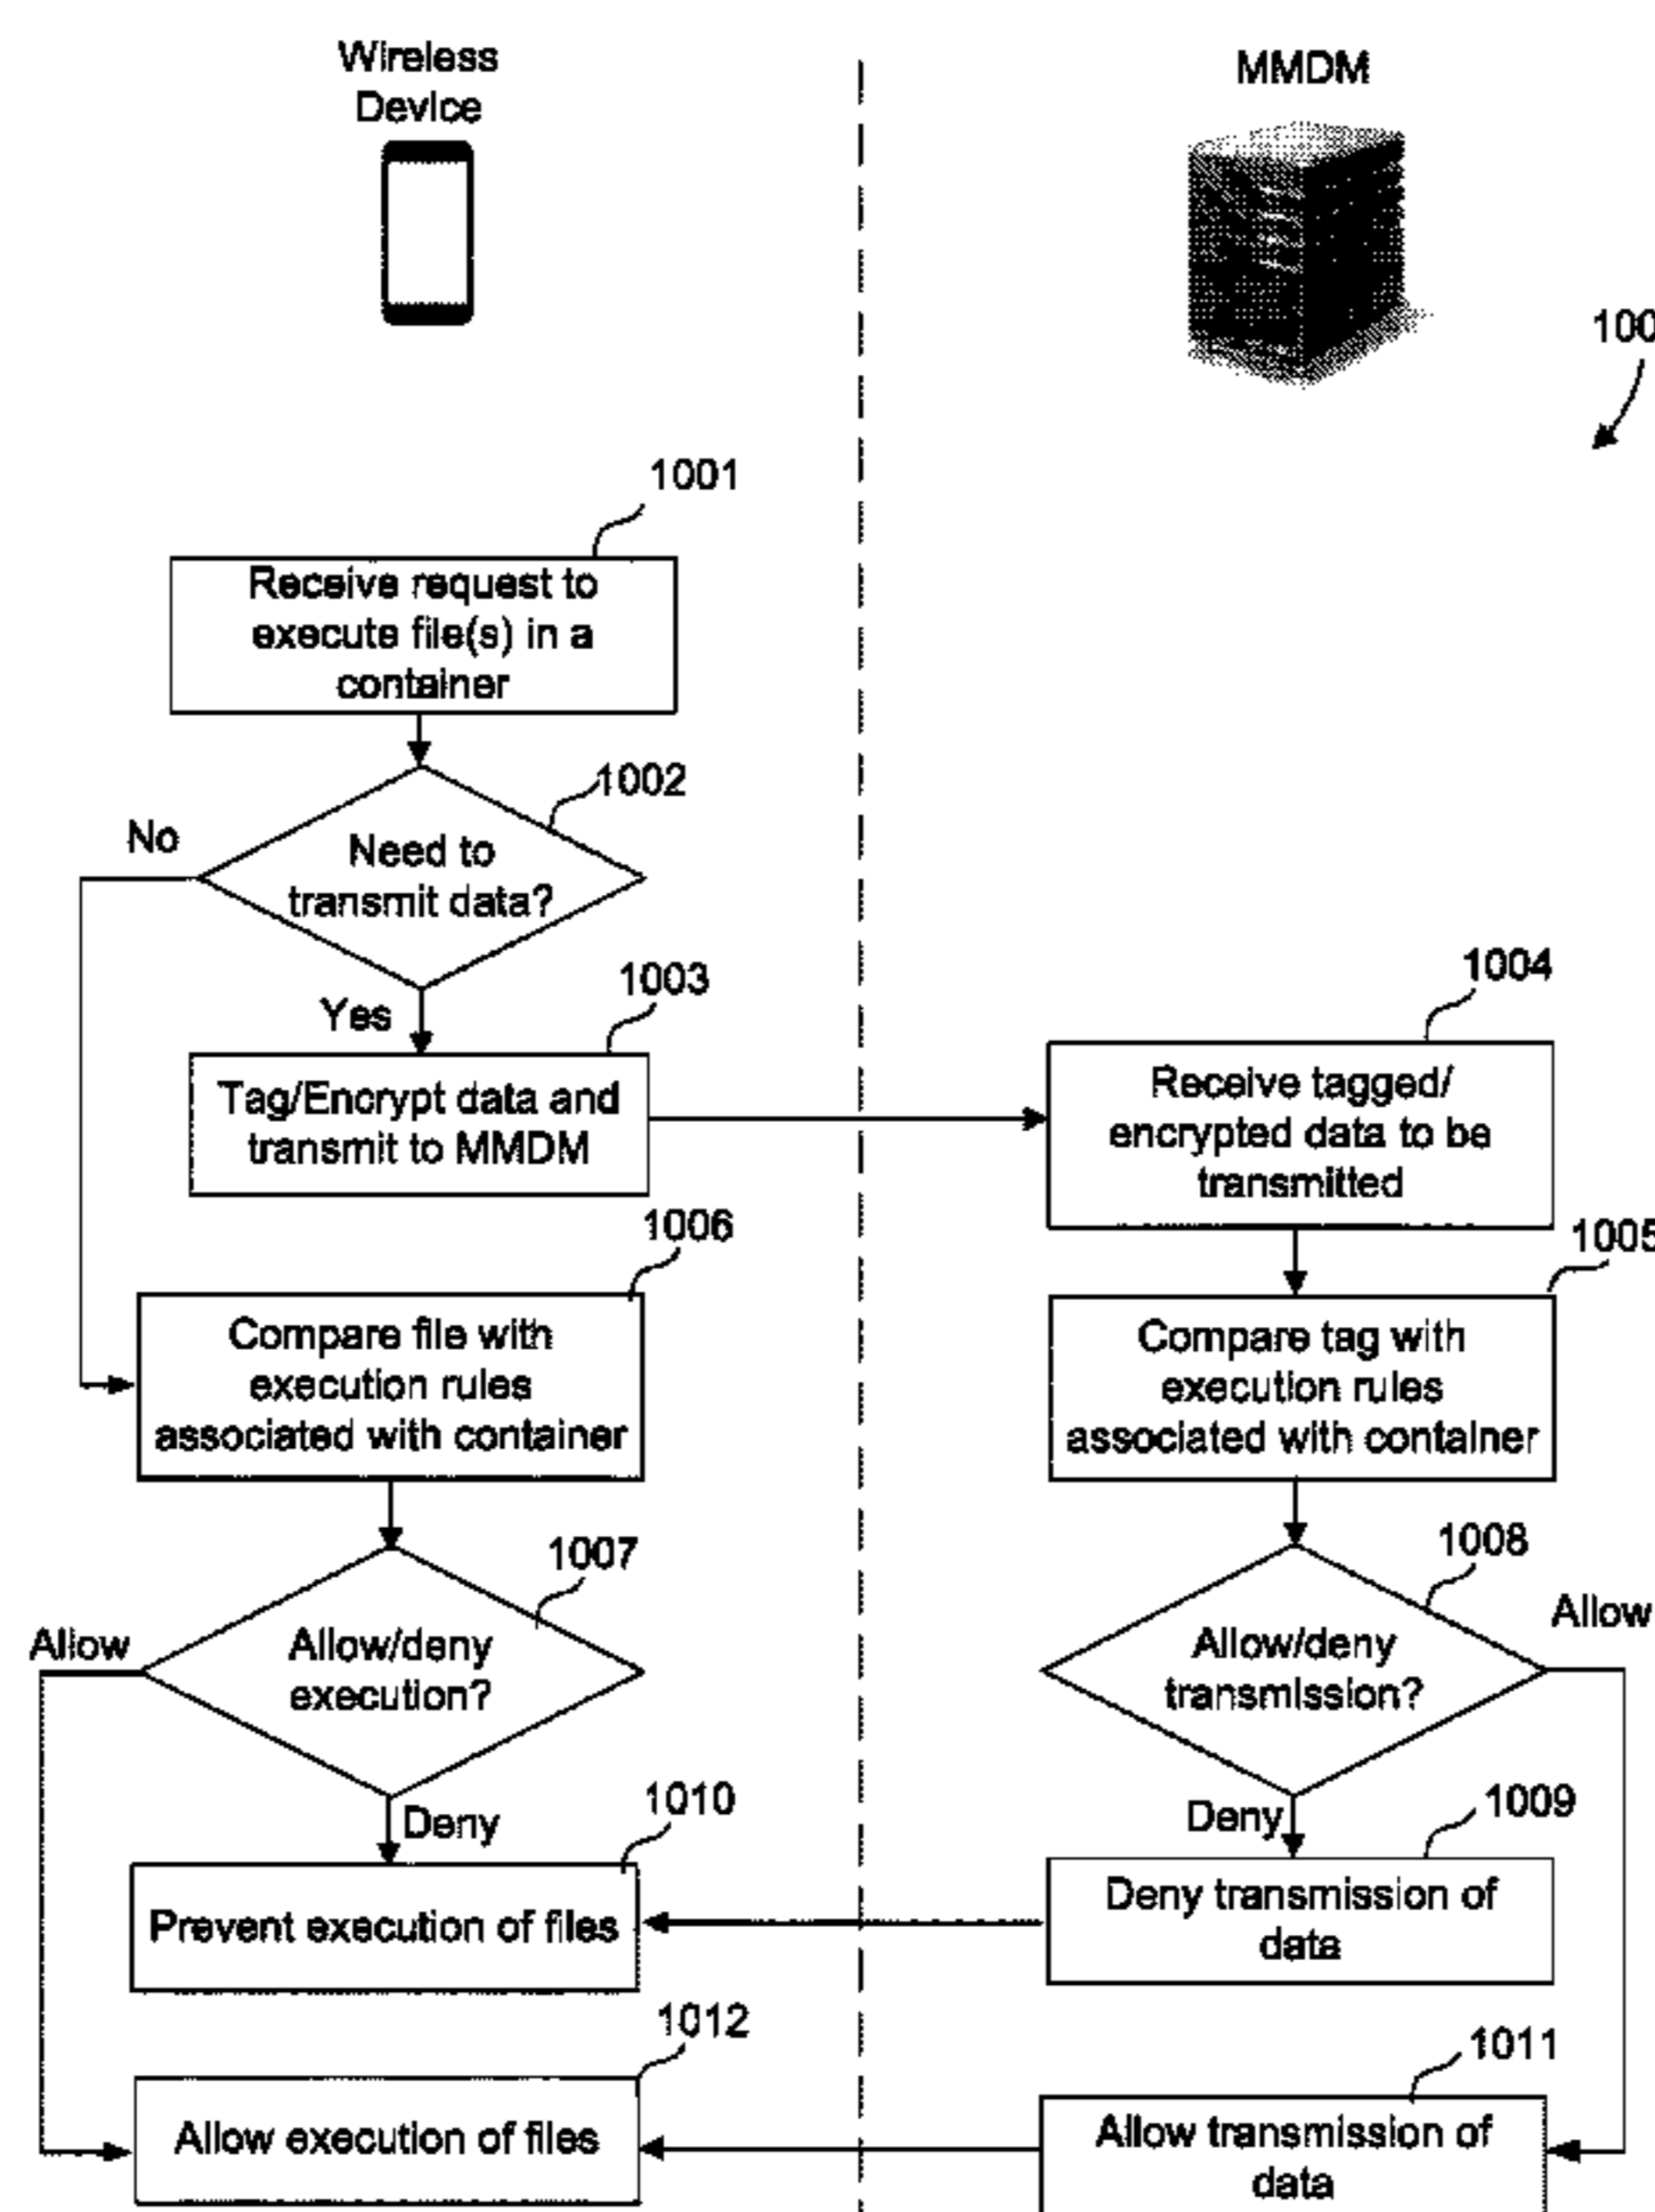 Wireless
Device
MMDM
100
1001
Receive request to
execute file(s) in a
container
1002
No
Need to
transmit data?
Yes
1003
Tag/Encrypt data and
transmit to MMDM
1004
Receive tagged/
encrypted data to be
transmitted
1006
Compare file with
execution rules
associated with container
1005
Compare tag with
execution rules
associated with container
1007
Allow
Allow/deny
execution?
Deny
1008
Allow
Allow/deny
transmission?
Deny
1010
Prevent execution of files
1009
Deny transmission of
data
1012
Allow execution of files
1011
Allow transmission of
data